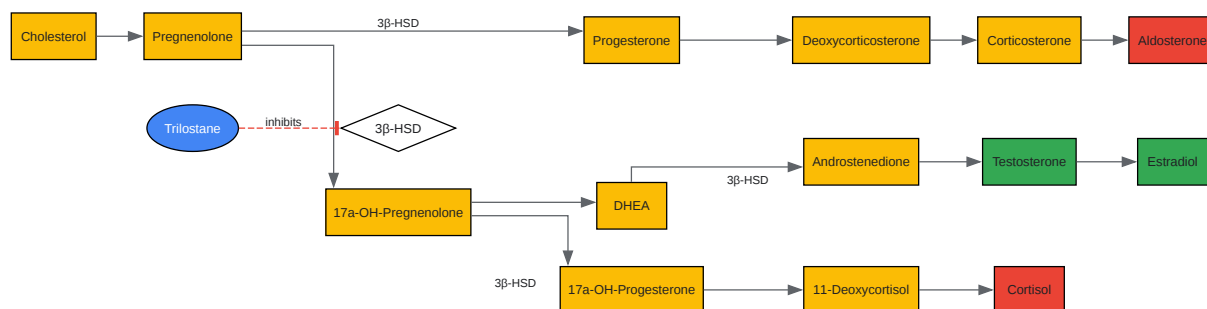 3β-HSD
Cholesterol
Pregnenolone
Progesterone
Deoxycorticosterone
Corticosterone
Aldosterone
Trilostane
inhibits
3β-HSD
Androstenedione
Testosterone
Estradiol
3β-HSD
17a-OH-Pregnenolone
DHEA
3β-HSD
17a-OH-Progesterone
11-Deoxycortisol
Cortisol